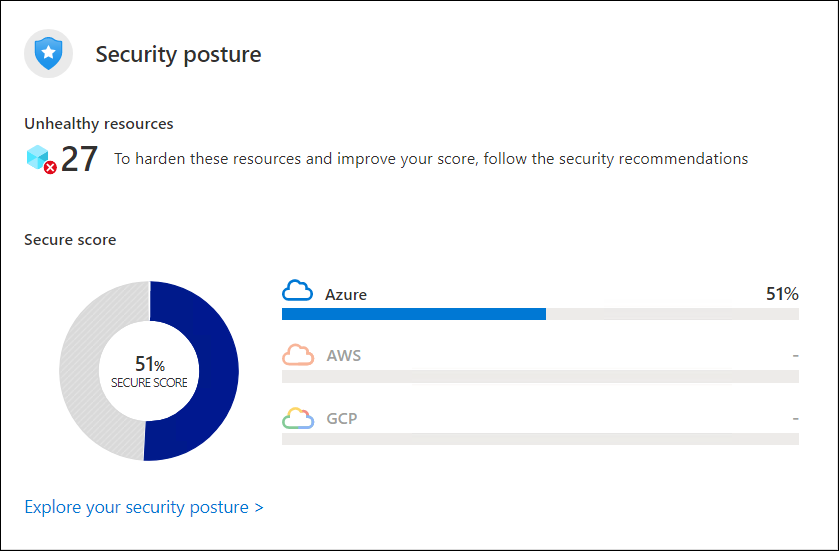 Security posture
Unhealthy resources
27 To harden these resources and improve your score, follow the security recommendations
Secure score
51%
SECURE SCORE
Azure 51%
AWS -
GCP -
Explore your security posture >